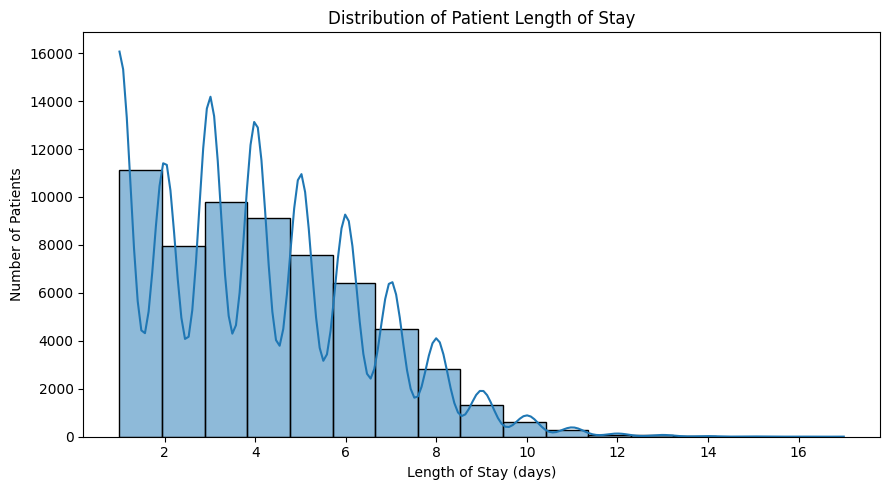 Distribution of Patient Length of Stay
16000
14000
12000
10000
8000
6000
4000
2000
0
Number of Patients
2 4 6 8 10 12 14 16
Length of Stay (days)